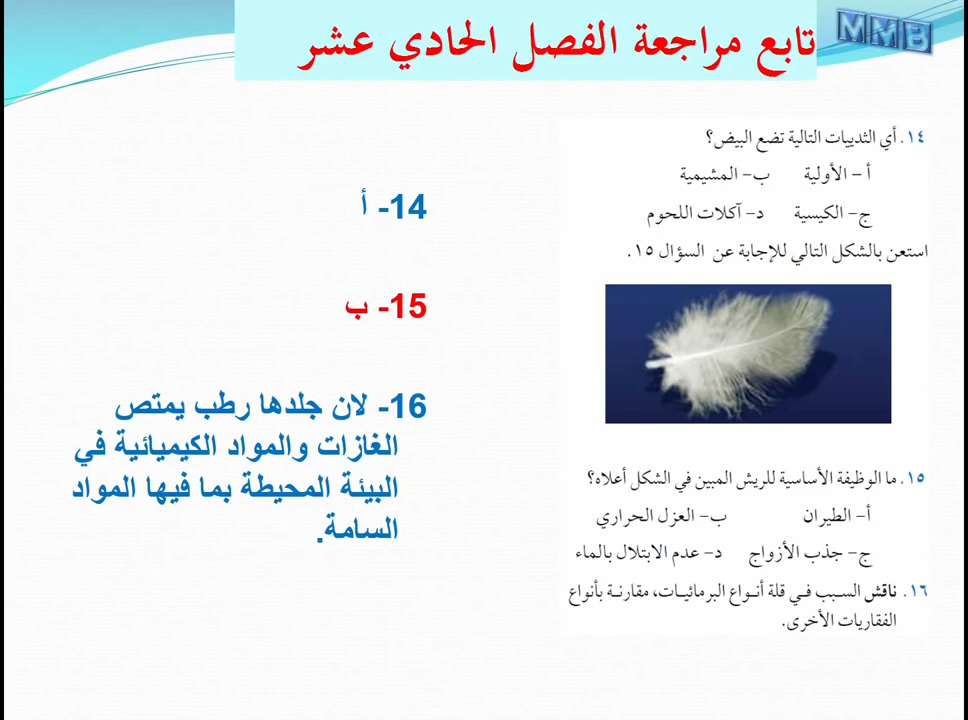 تابع مراجعة الفصل الحادي عشر
MMB
١٤. أي الثدييات التالية تضع البيض؟
أ – الأولية ب- المشيمية
ج- الكيسية د- آكلات اللحوم
استعن بالشكل التالي للإجابة عن السؤال ١٥.
١٥. ما الوظيفة الأساسية للريش المبين في الشكل أعلاه؟
أ- الطيران ب- العزل الحراري
ج- جذب الأزواج د- عدم الابتلال بالماء
١٦. ناقش السبب في قلة أنواع البرمائيات، مقارنة بأنواع
الفقاريات الأخرى.
14- أ
15- ب
16- لان جلدها رطب يمتص
الغازات والمواد الكيميائية في
البيئة المحيطة بما فيها المواد
السامة.